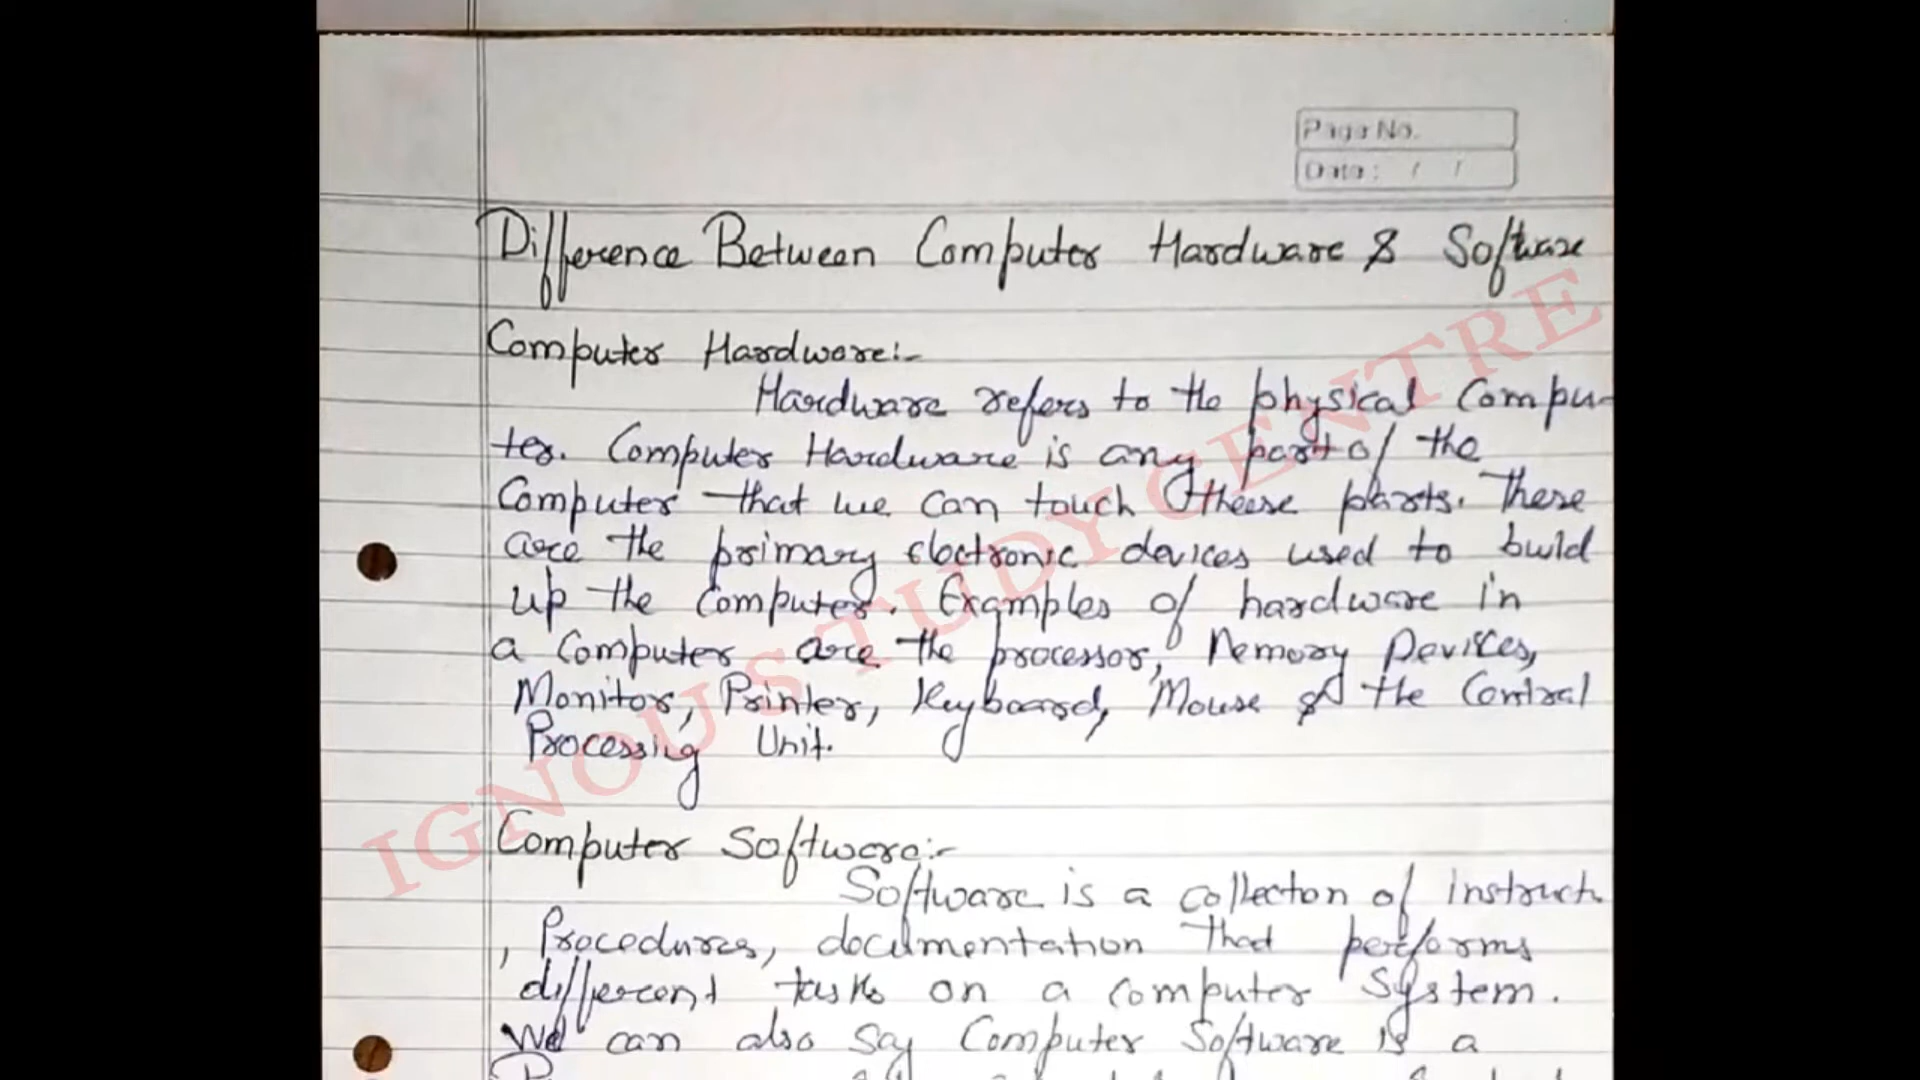 Page No.
Date: / /
Difference Between Computer Hardware & Software
Computer Hardware:-
Hardware refers to the physical Compu-
ter. Computer Hardware is any part of the
Computer that we can touch theese parts. These
are the primary electronic devices used to build
up the Computer. Examples of hardware in
a Computer are the processor, Memory Devices,
Monitor, Printer, Keyboard, Mouse & the Central
Processing Unit.
Computer Software:-
Software is a collecton of instruct
, Procedures, documentation that performs
different tasks on a computer System.
We can also say Computer Software is a
IGNOUS STUDY CENTRE